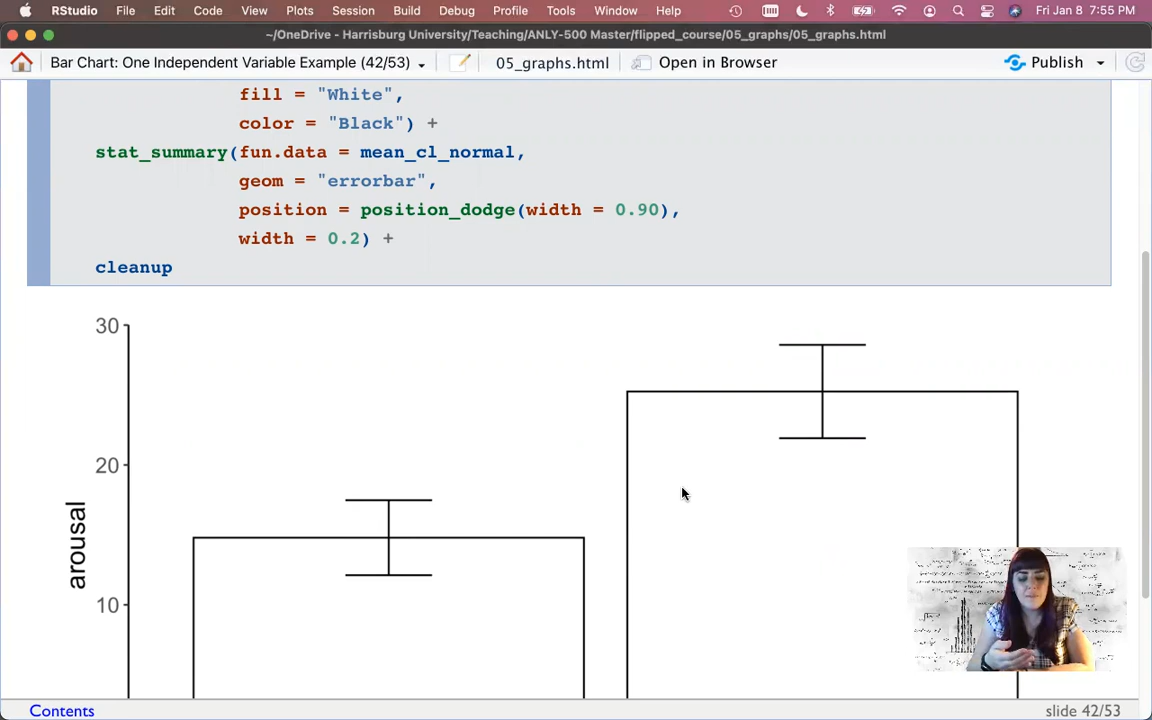 RStudio File Edit Code View Plots Session Build Debug Profile Tools Window Help Fri Jan 8 7:55 PM
~/OneDrive - Harrisburg University/Teaching/ANLY-500 Master/flipped_course/05_graphs/05_graphs.html
Bar Chart: One Independent Variable Example (42/53) 05_graphs.html Open in Browser Publish
fill = "White",
color = "Black") +
stat_summary(fun.data = mean_cl_normal,
geom = "errorbar",
position = position_dodge(width = 0.90),
width = 0.2) +
cleanup
30
20
10
arousal
Contents slide 42/53